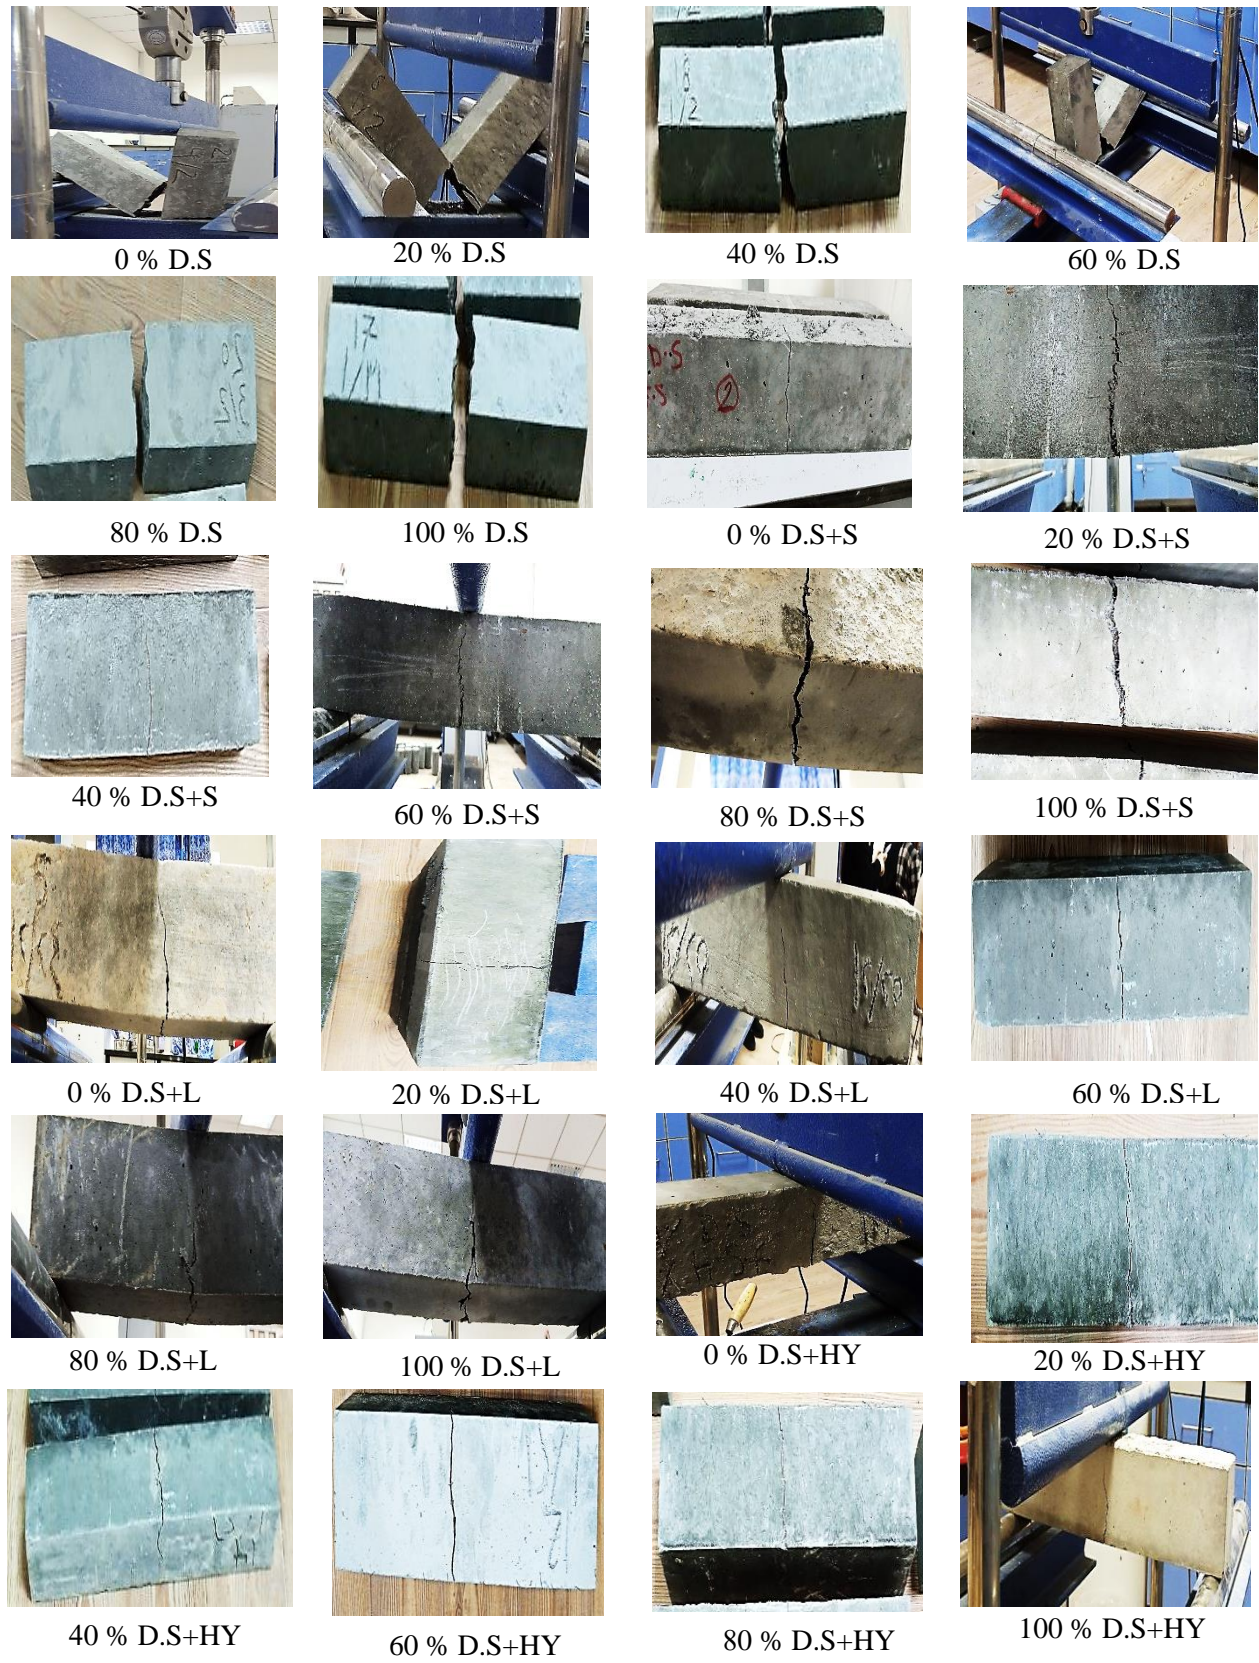 0 % D.S
20 % D.S
40 % D.S
60 % D.S
80 % D.S
100 % D.S
D.S
②
0 % D.S+S
20 % D.S+S
40 % D.S+S
60 % D.S+S
80 % D.S+S
100 % D.S+S
0 % D.S+L
20 % D.S+L
40 % D.S+L
60 % D.S+L
80 % D.S+L
100 % D.S+L
0 % D.S+HY
20 % D.S+HY
40 % D.S+HY
60 % D.S+HY
80 % D.S+HY
100 % D.S+HY